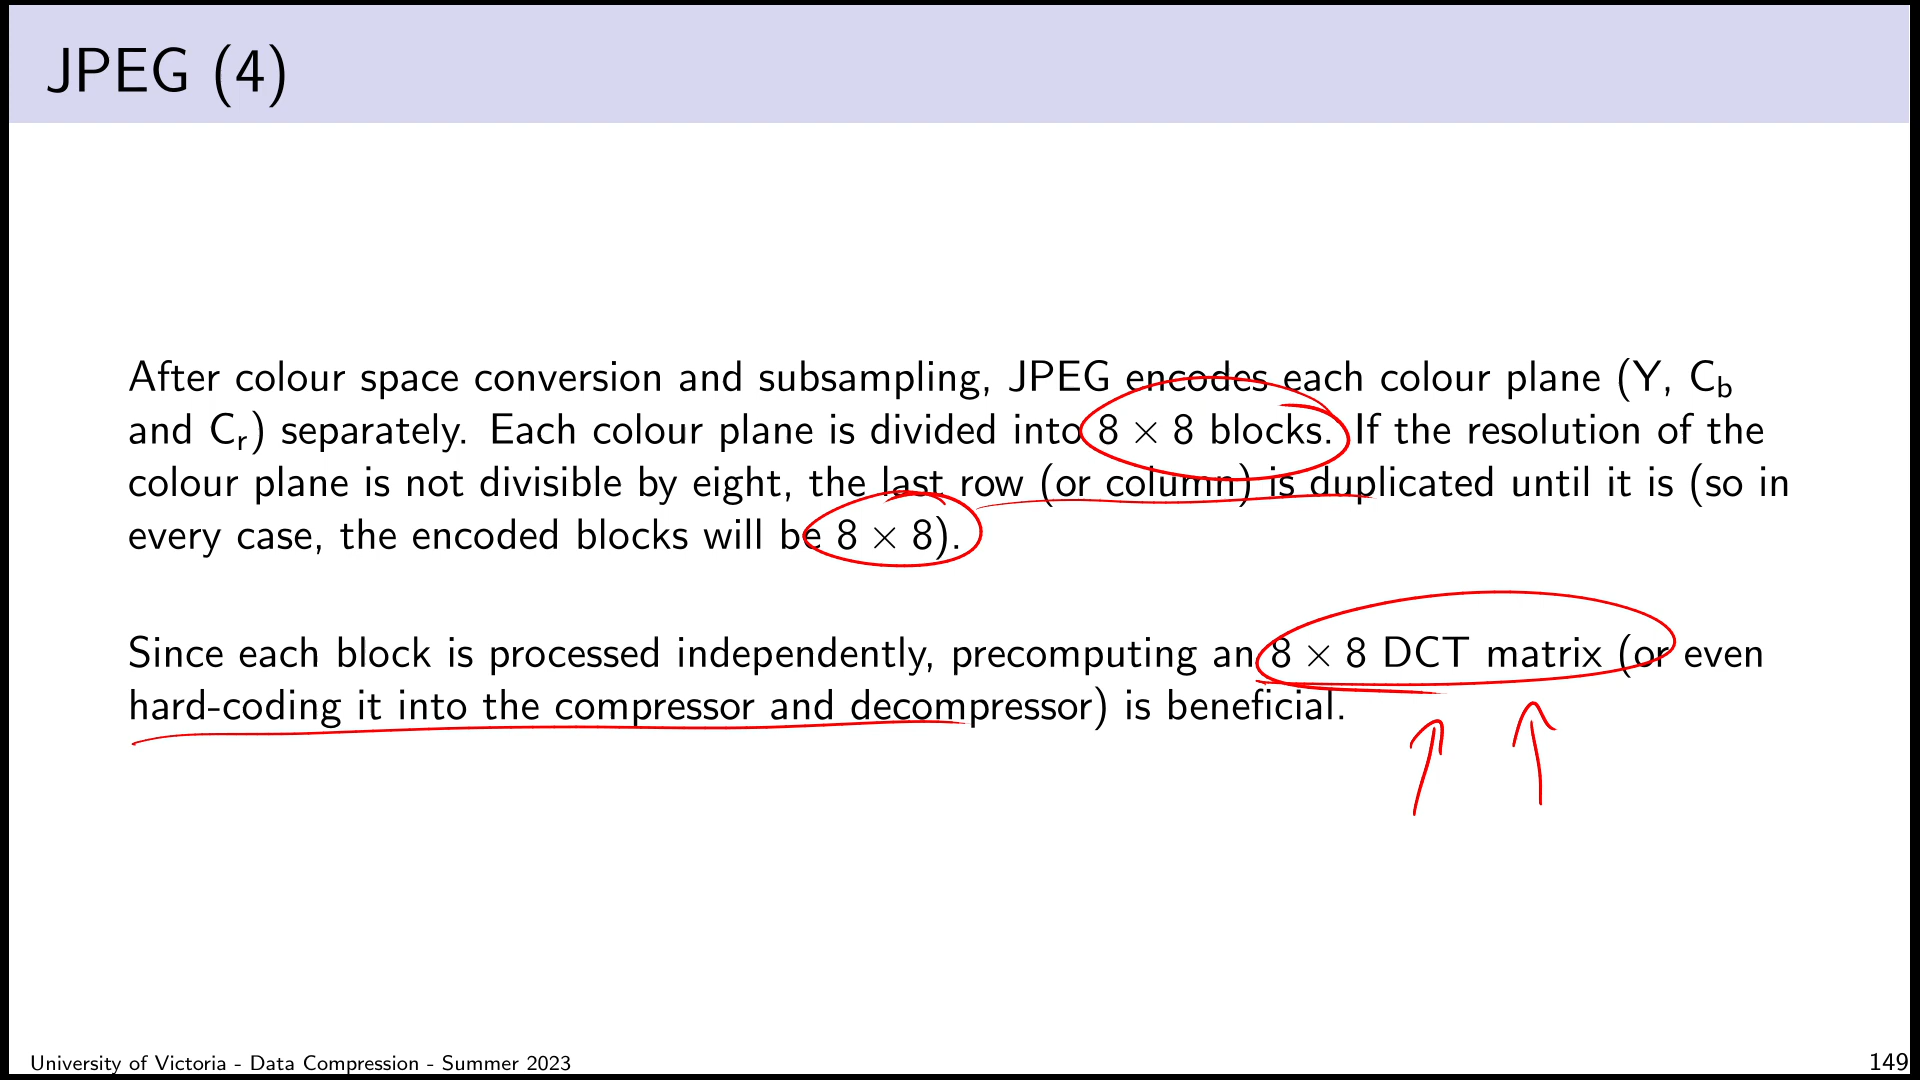 JPEG (4)
After colour space conversion and subsampling, JPEG encodes each colour plane (Y, Cb
and Cr) separately. Each colour plane is divided into 8 × 8 blocks. If the resolution of the
colour plane is not divisible by eight, the last row (or column) is duplicated until it is (so in
every case, the encoded blocks will be 8 × 8).
Since each block is processed independently, precomputing an 8 × 8 DCT matrix (or even
hard-coding it into the compressor and decompressor) is beneficial.
University of Victoria - Data Compression - Summer 2023
149